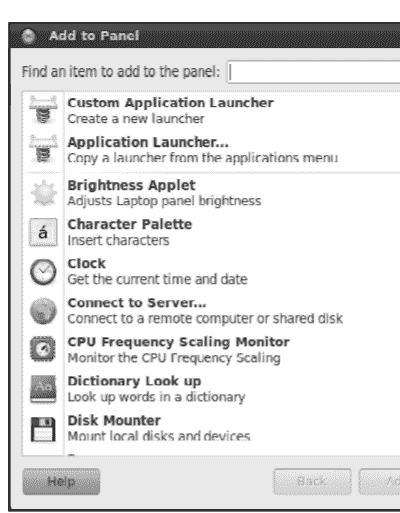 Add to Panel
Find an item to add to the panel:
Custom Application Launcher
Create a new launcher
Application Launcher...
Copy a launcher from the applications menu
Brightness Applet
Adjusts Laptop panel brightness
á
Character Palette
Insert characters
Clock
Get the current time and date
Connect to Server...
Connect to a remote computer or shared disk
CPU Frequency Scaling Monitor
Monitor the CPU Frequency Scaling
Aa
Dictionary Look up
Look up words in a dictionary
Disk Mounter
Mount local disks and devices
Help
Back